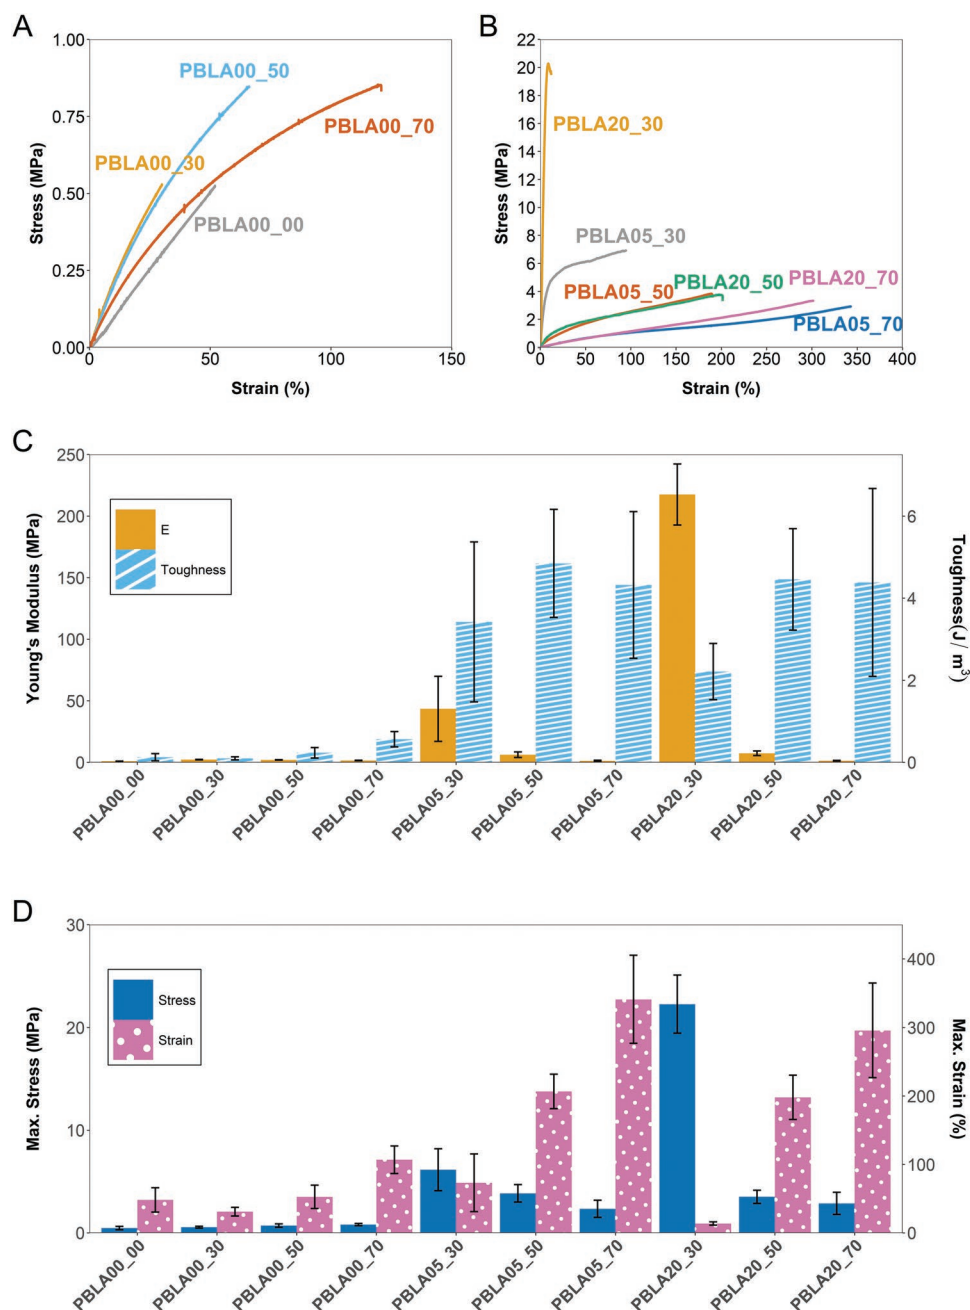 A
1.00
0.75
0.50
0.25
0.00
Stress (MPa)
PBLA00_50
PBLA00_70
PBLA00_30
PBLA00_00
0
50
100
150
Strain (%)
B
22
20
18
16
14
12
10
8
6
4
2
0
Stress (MPa)
PBLA20_30
PBLA05_30
PBLA05_50
PBLA20_50
PBLA20_70
PBLA05_70
0
50
100
150
200
250
300
350
400
Strain (%)
C
250
200
150
100
50
0
Young's Modulus (MPa)
E
Toughness
6
4
2
0
Toughness(J / m3)
PBLA00_00
PBLA00_30
PBLA00_50
PBLA00_70
PBLA05_30
PBLA05_50
PBLA05_70
PBLA20_30
PBLA20_50
PBLA20_70
D
30
20
10
0
Max. Stress (MPa)
Stress
Strain
400
300
200
100
0
Max. Strain (%)
PBLA00_00
PBLA00_30
PBLA00_50
PBLA00_70
PBLA05_30
PBLA05_50
PBLA05_70
PBLA20_30
PBLA20_50
PBLA20_70